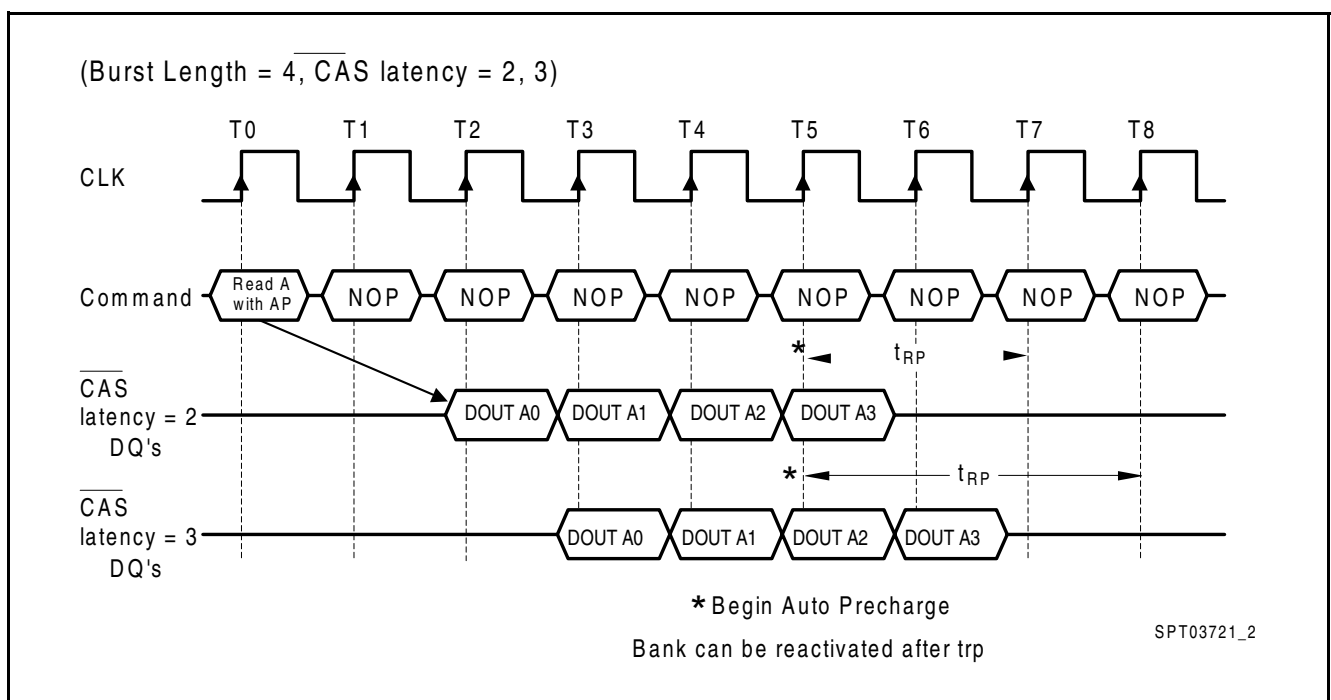 (Burst Length = 4, CAS latency = 2, 3)
T0 T1 T2 T3 T4 T5 T6 T7 T8
CLK
Command
Read A
with AP
NOP NOP NOP NOP NOP NOP NOP NOP
* tRP
CAS
latency = 2
DQ's
DOUT A0 DOUT A1 DOUT A2 DOUT A3
* tRP
CAS
latency = 3
DQ's
DOUT A0 DOUT A1 DOUT A2 DOUT A3
* Begin Auto Precharge
Bank can be reactivated after trp
SPT03721_2